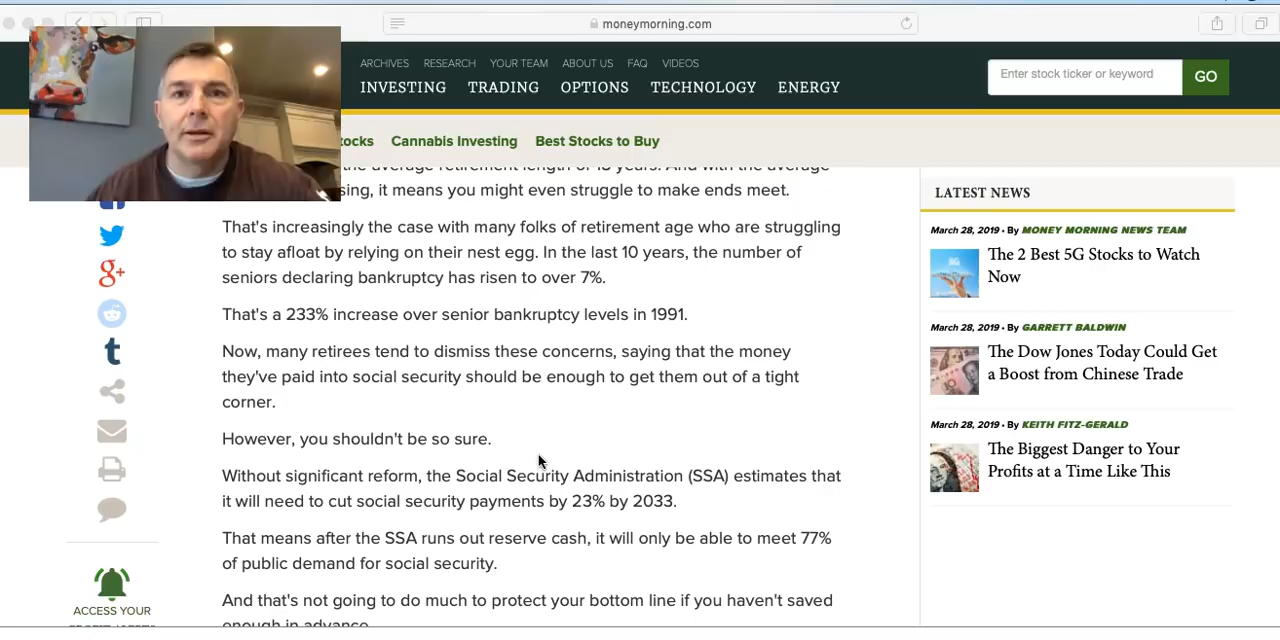 moneymorning.com
ARCHIVES RESEARCH YOUR TEAM ABOUT US FAQ VIDEOS
INVESTING TRADING OPTIONS TECHNOLOGY ENERGY
Enter stock ticker or keyword GO
Cannabis Investing Best Stocks to Buy
the average retirement length of 18 years. And with the average
it means you might even struggle to make ends meet.
That's increasingly the case with many folks of retirement age who are struggling
to stay afloat by relying on their nest egg. In the last 10 years, the number of
seniors declaring bankruptcy has risen to over 7%.
That's a 233% increase over senior bankruptcy levels in 1991.
Now, many retirees tend to dismiss these concerns, saying that the money
they've paid into social security should be enough to get them out of a tight
corner.
However, you shouldn't be so sure.
Without significant reform, the Social Security Administration (SSA) estimates that
it will need to cut social security payments by 23% by 2033.
That means after the SSA runs out reserve cash, it will only be able to meet 77%
of public demand for social security.
And that's not going to do much to protect your bottom line if you haven't saved
enough in advance.
ACCESS YOUR
LATEST NEWS
March 28, 2019 • By MONEY MORNING NEWS TEAM
The 2 Best 5G Stocks to Watch
Now
March 28, 2019 • By GARRETT BALDWIN
The Dow Jones Today Could Get
a Boost from Chinese Trade
March 28, 2019 • By KEITH FITZ-GERALD
The Biggest Danger to Your
Profits at a Time Like This